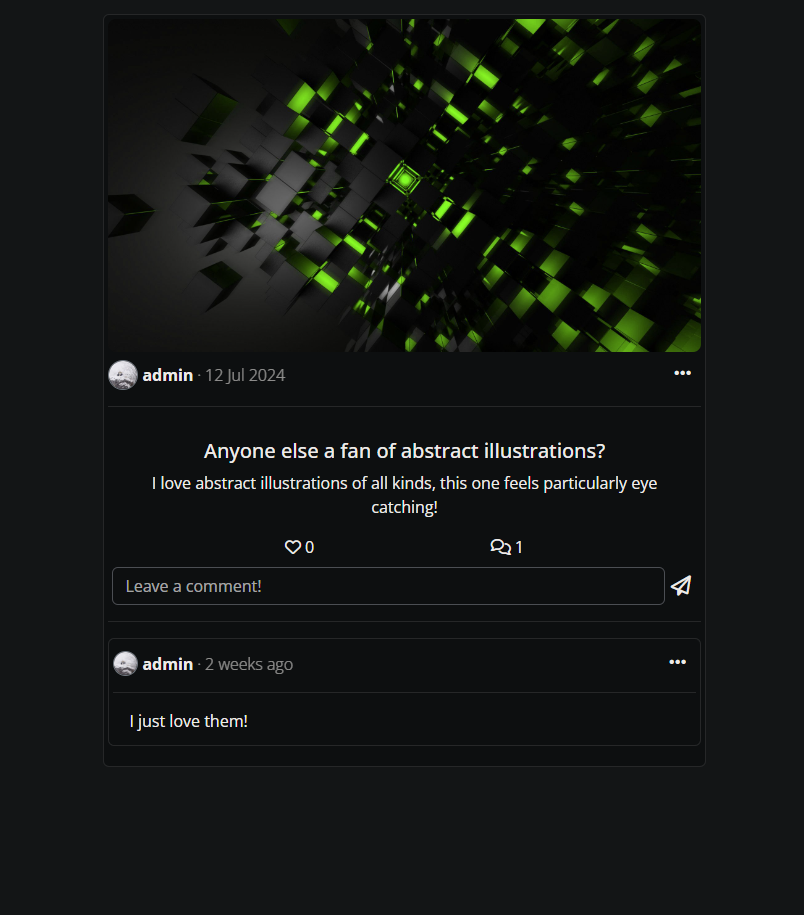 admin · 12 Jul 2024
Anyone else a fan of abstract illustrations?
I love abstract illustrations of all kinds, this one feels particularly eye
catching!
0
1
Leave a comment!
admin · 2 weeks ago
I just love them!